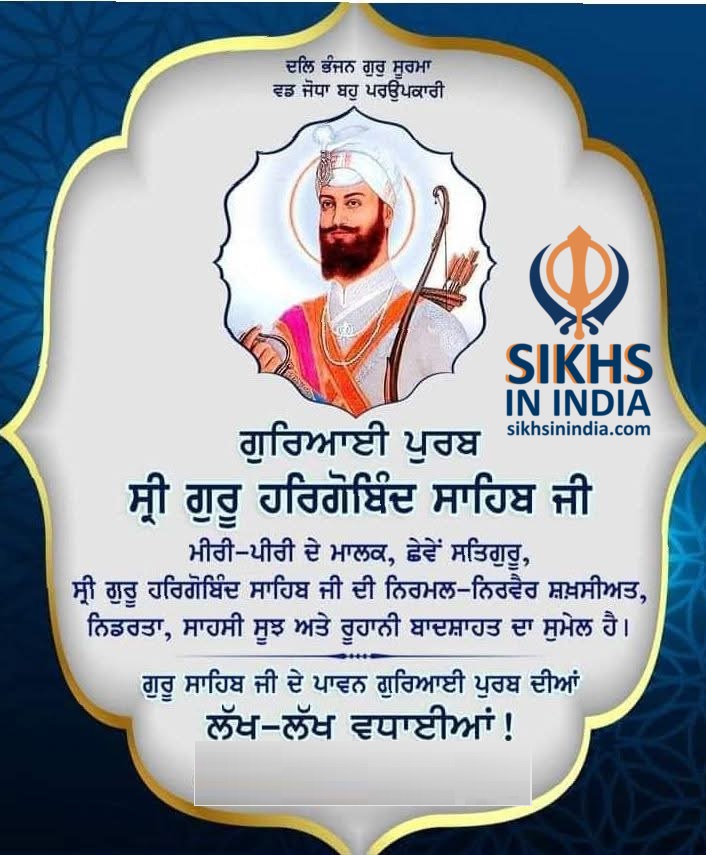 ਦਲਿ ਭੰਜਨ ਗੁਰੁ ਸੂਰਮਾ
ਵਡ ਜੋਧਾ ਬਹੁ ਪਰਉਪਕਾਰੀ
SIKHS
IN INDIA
sikhsinindia.com
ਗੁਰਿਆਈ ਪੁਰਬ
ਸ੍ਰੀ ਗੁਰੂ ਹਰਿਗੋਬਿੰਦ ਸਾਹਿਬ ਜੀ
ਮੀਰੀ-ਪੀਰੀ ਦੇ ਮਾਲਕ, ਛੇਵੇਂ ਸਤਿਗੁਰੂ,
ਸ੍ਰੀ ਗੁਰੂ ਹਰਿਗੋਬਿੰਦ ਸਾਹਿਬ ਜੀ ਦੀ ਨਿਰਮਲ-ਨਿਰਵੈਰ ਸ਼ਖ਼ਸੀਅਤ,
ਨਿਡਰਤਾ, ਸਾਹਸੀ ਸੂਝ ਅਤੇ ਰੂਹਾਨੀ ਬਾਦਸ਼ਾਹਤ ਦਾ ਸੁਮੇਲ ਹੈ।
ਗੁਰੂ ਸਾਹਿਬ ਜੀ ਦੇ ਪਾਵਨ ਗੁਰਿਆਈ ਪੁਰਬ ਦੀਆਂ
ਲੱਖ-ਲੱਖ ਵਧਾਈਆਂ !